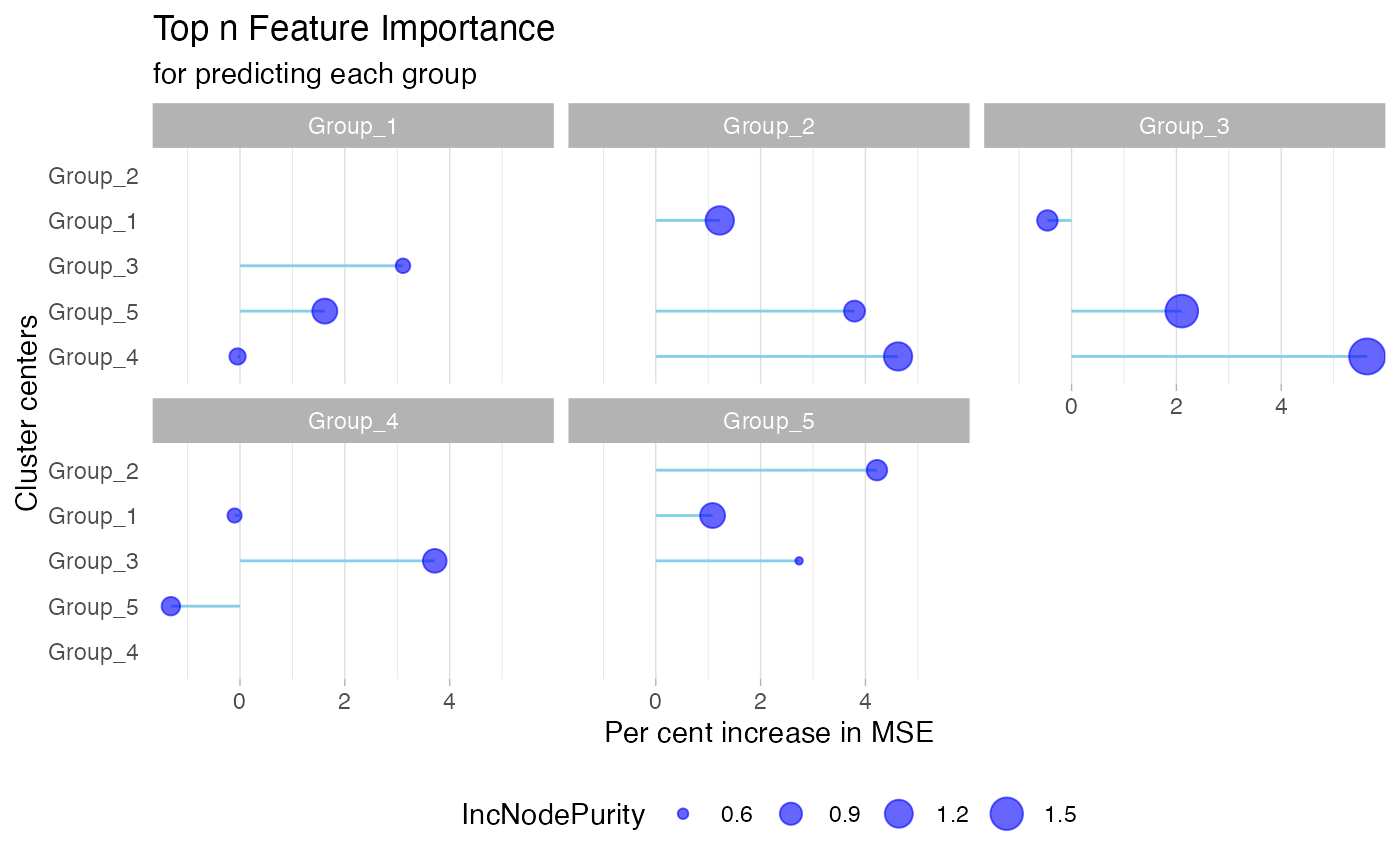 Top n Feature Importance
for predicting each group
Group_1 Group_2 Group_3
Group_2
Group_1
Group_3
Group_5
Group_4
0 2 4
Group_4 Group_5
Cluster centers
Group_2
Group_1
Group_3
Group_5
Group_4
0 2 4 0 2 4
Per cent increase in MSE
IncNodePurity 0.6 0.9 1.2 1.5